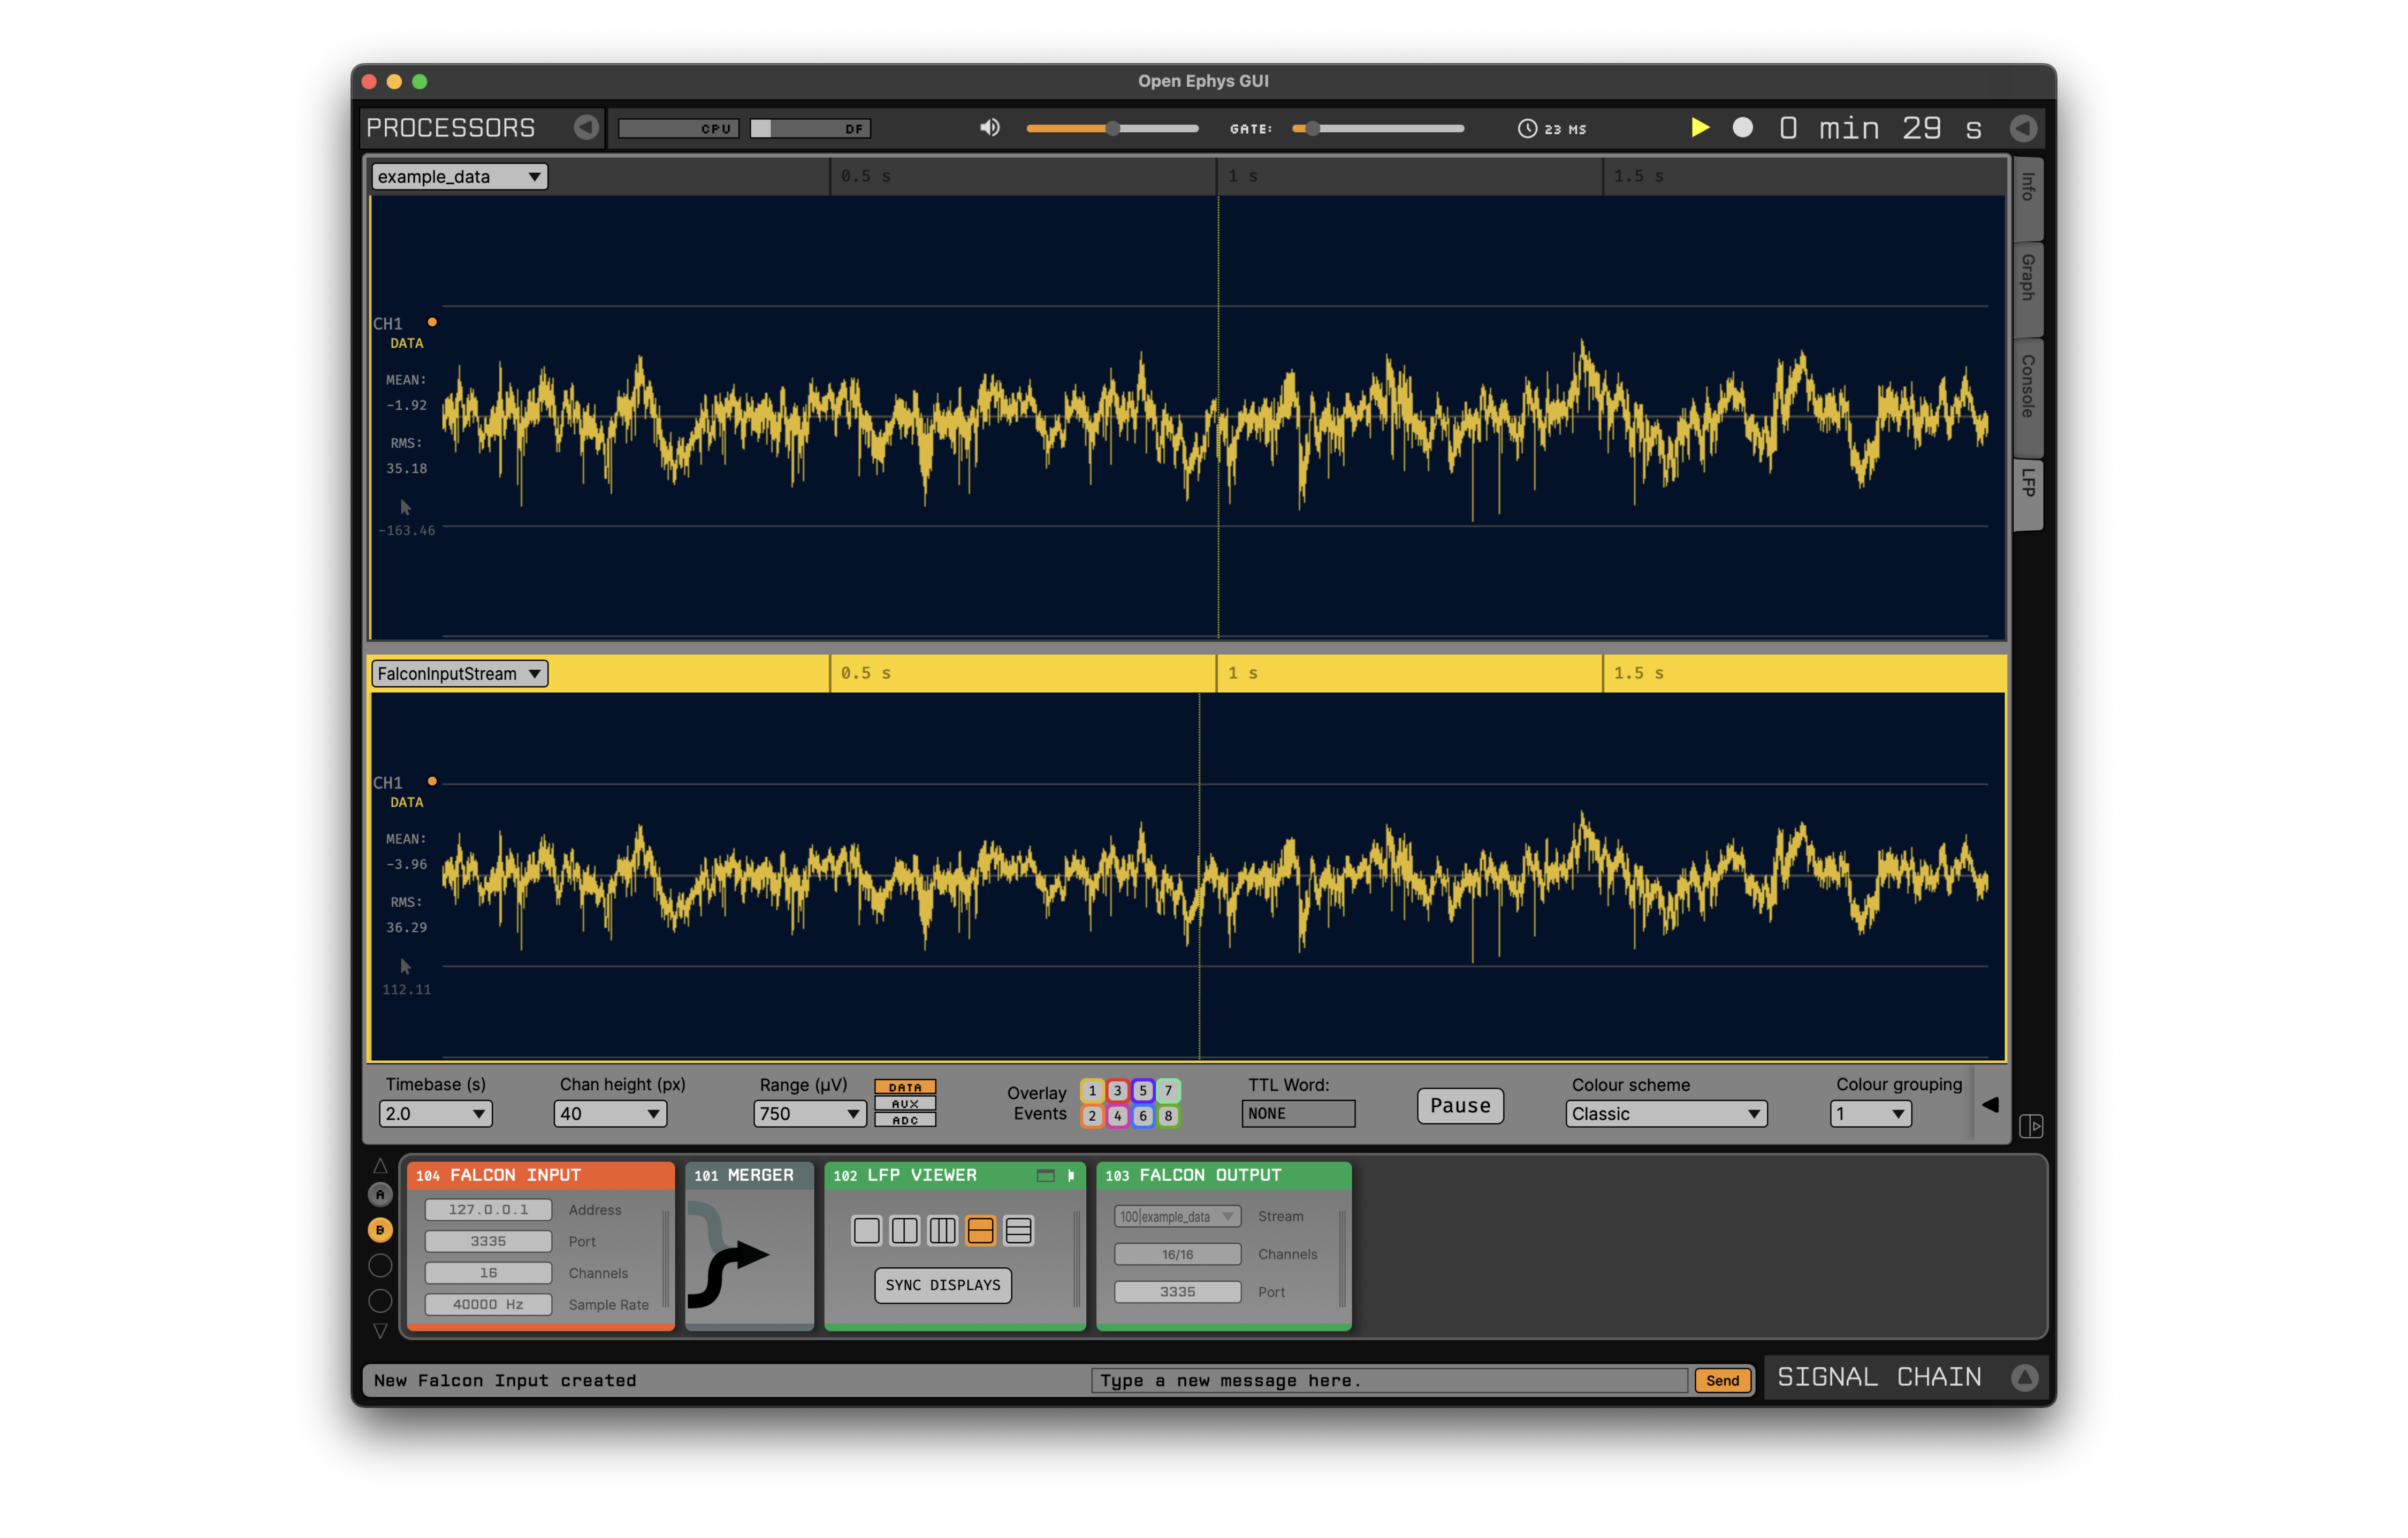 Open Ephys GUI
PROCESSORS
CPU
DF
GATE:
23 MS
0 min 29 s
example_data
0.5 s
1 s
1.5 s
Info
Graph
Console
LFP
CH1
DATA
MEAN:
-1.92
RMS:
35.18
-163.46
FalconInputStream
0.5 s
1 s
1.5 s
CH1
DATA
MEAN:
-3.96
RMS:
36.29
112.11
Timebase (s)
2.0
Chan height (px)
40
Range (µV)
750
DATA
AUX
ADC
Overlay
Events
1 3 5 7
2 4 6 8
TTL Word:
NONE
Pause
Colour scheme
Classic
Colour grouping
1
A
B
104 FALCON INPUT
127.0.0.1 Address
3335 Port
16 Channels
40000 Hz Sample Rate
101 MERGER
102 LFP VIEWER
SYNC DISPLAYS
103 FALCON OUTPUT
100|example_data Stream
16/16 Channels
3335 Port
New Falcon Input created
Type a new message here.
Send
SIGNAL CHAIN